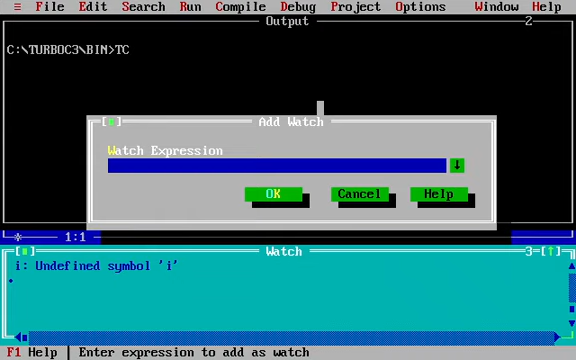 ≡ File Edit Search Run Compile Debug Project Options Window Help
Output 2
C:\TURBOC3\BIN>TC
Add Watch
Watch Expression
OK Cancel Help
1:1
Watch 3
i: Undefined symbol 'i'
F1 Help | Enter expression to add as watch